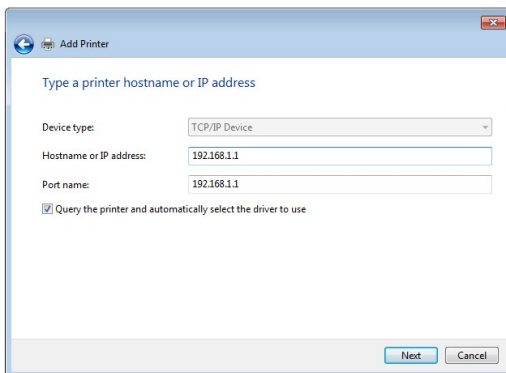 Add Printer
Type a printer hostname or IP address
Device type: TCP/IP Device
Hostname or IP address: 192.168.1.1
Port name: 192.168.1.1
Query the printer and automatically select the driver to use
Next Cancel